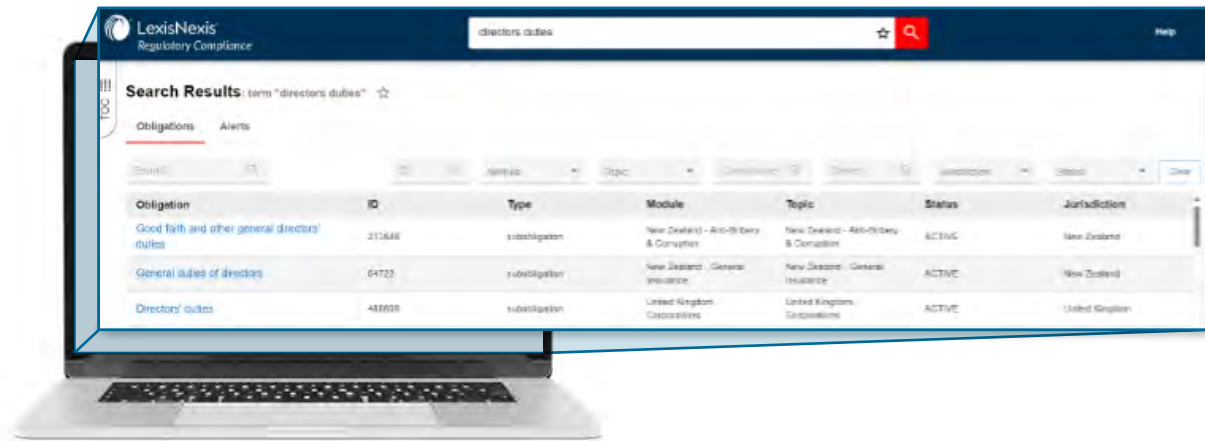 LexisNexis
Regulatory Compliance
directors duties
Help
TOC
Search Results: term "directors duties"
Obligations Alerts
Search
Clear
Obligation ID Type Module Topic Status Jurisdiction
Good faith and other general directors' duties subobligation New Zealand - Anti-Bribery & Corruption New Zealand - Anti-Bribery & Corruption ACTIVE New Zealand
General duties of directors 64722 subobligation New Zealand - General Insurance New Zealand - General Insurance ACTIVE New Zealand
Directors' duties subobligation United Kingdom Corporations United Kingdom Corporations ACTIVE United Kingdom